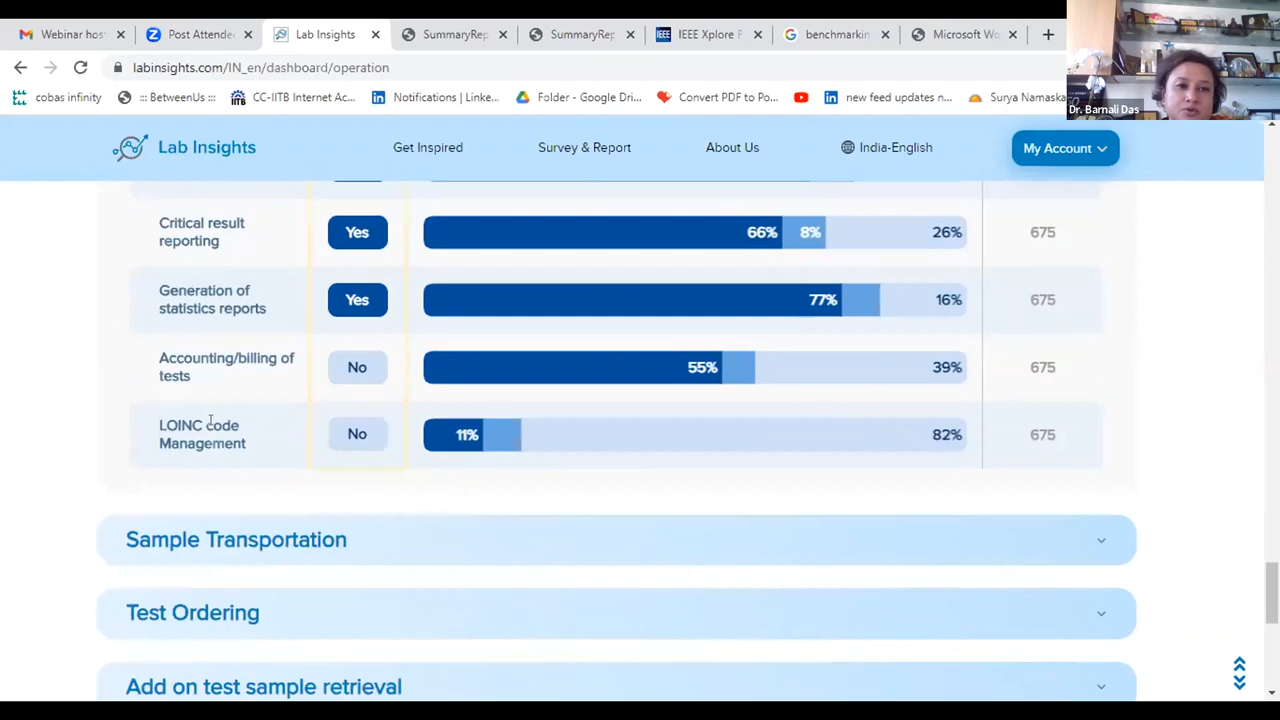 Webinar hos
Post Attende
Lab Insights
SummaryRe
SummaryRep
IEEE Xplore F
benchmarkin
Microsoft Wo
labinsights.com/IN_en/dashboard/operation
cobas infinity
::: BetweenUs :::
CC-IITB Internet Ac...
Notifications | Linke...
Folder - Google Dri...
Convert PDF to Po...
new feed updates n...
Surya Namaska
Dr. Barnali Das
Lab Insights
Get Inspired
Survey & Report
About Us
India-English
My Account
Critical result
reporting
Yes
66%
8%
26%
675
Generation of
statistics reports
Yes
77%
16%
675
Accounting/billing of
tests
No
55%
39%
675
LOINC code
Management
No
11%
82%
675
Sample Transportation
Test Ordering
Add on test sample retrieval